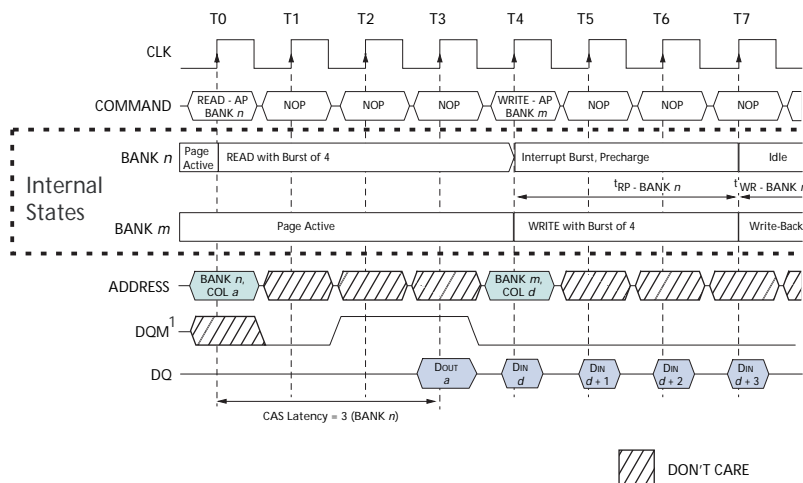 T0 T1 T2 T3 T4 T5 T6 T7
CLK
COMMAND READ - AP BANK n NOP NOP NOP WRITE - AP BANK m NOP NOP NOP
Internal States
BANK n Page Active READ with Burst of 4 Interrupt Burst, Precharge Idle
tRP - BANK n tWR - BANK
BANK m Page Active WRITE with Burst of 4 Write-Back
ADDRESS BANK n, COL a BANK m, COL d
DQM1
DQ DOUT a DIN d DIN d + 1 DIN d + 2 DIN d + 3
CAS Latency = 3 (BANK n)
DON'T CARE